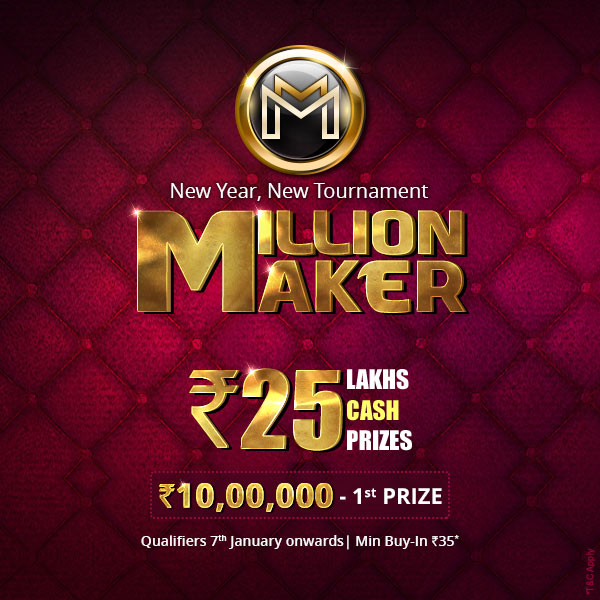 M
New Year, New Tournament
MILLION
MAKER
₹25 LAKHS
CASH
PRIZES
₹10,00,000 - 1st PRIZE
Qualifiers 7th January onwards| Min Buy-In ₹35*
*T&C Apply